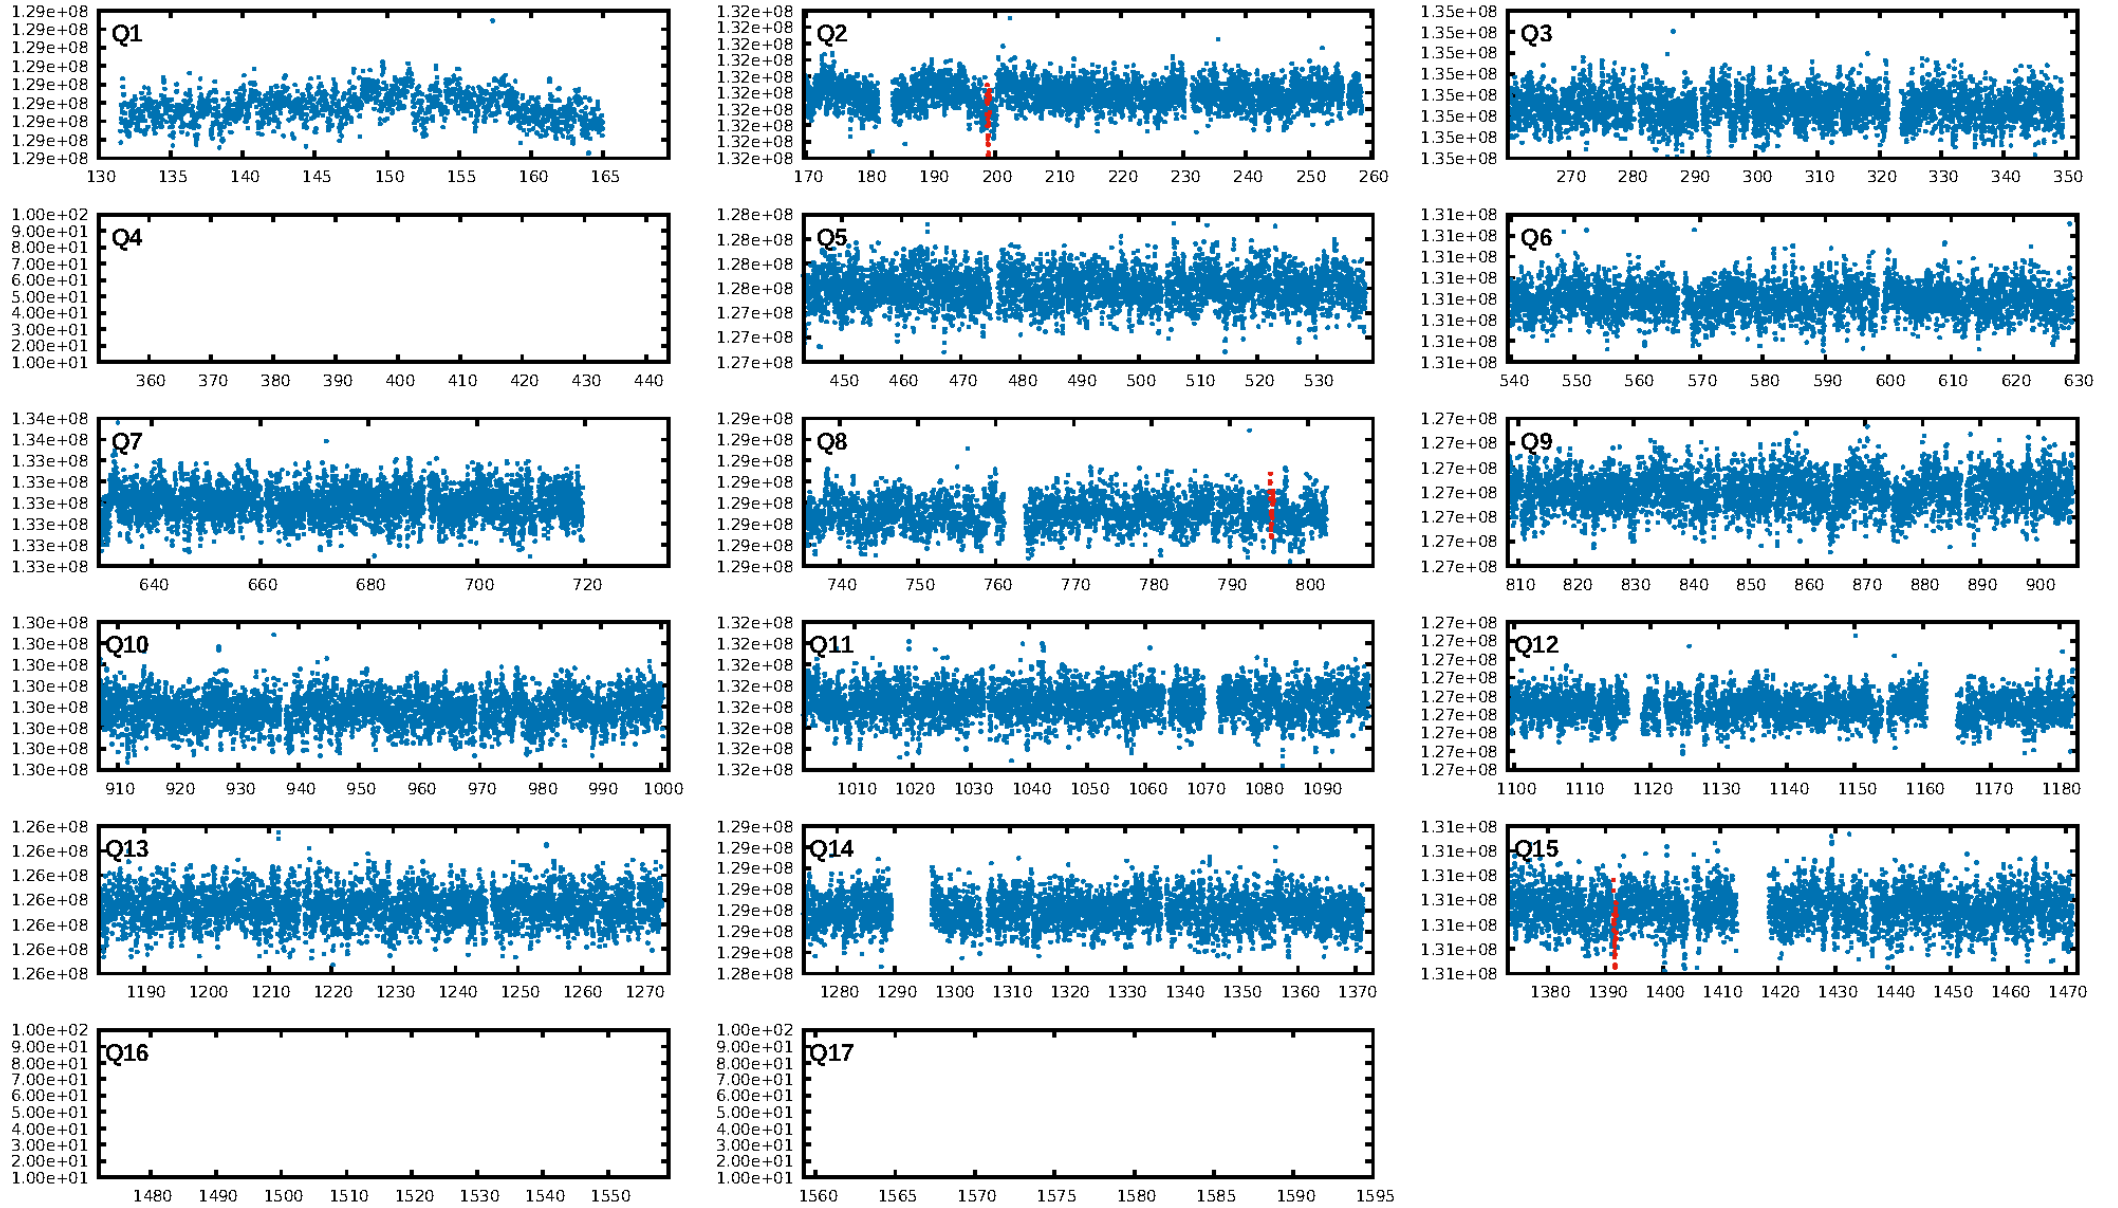 Q1
1.29e+08
1.29e+08
1.29e+08
1.29e+08
1.29e+08
1.29e+08
1.29e+08
1.29e+08
1.29e+08
130 135 140 145 150 155 160 165
Q2
1.32e+08
1.32e+08
1.32e+08
1.32e+08
1.32e+08
1.32e+08
1.32e+08
1.32e+08
1.32e+08
1.32e+08
170 180 190 200 210 220 230 240 250 260
Q3
1.35e+08
1.35e+08
1.35e+08
1.35e+08
1.35e+08
1.35e+08
1.35e+08
1.35e+08
270 280 290 300 310 320 330 340 350
Q4
1.00e+02
9.00e+01
8.00e+01
7.00e+01
6.00e+01
5.00e+01
4.00e+01
3.00e+01
2.00e+01
1.00e+01
360 370 380 390 400 410 420 430 440
Q5
1.28e+08
1.28e+08
1.28e+08
1.28e+08
1.27e+08
1.27e+08
1.27e+08
450 460 470 480 490 500 510 520 530
Q6
1.31e+08
1.31e+08
1.31e+08
1.31e+08
1.31e+08
1.31e+08
1.31e+08
1.31e+08
540 550 560 570 580 590 600 610 620 630
Q7
1.34e+08
1.34e+08
1.33e+08
1.33e+08
1.33e+08
1.33e+08
1.33e+08
1.33e+08
640 660 680 700 720
Q8
1.29e+08
1.29e+08
1.29e+08
1.29e+08
1.29e+08
1.29e+08
1.29e+08
1.29e+08
740 750 760 770 780 790 800
Q9
1.27e+08
1.27e+08
1.27e+08
1.27e+08
1.27e+08
1.27e+08
1.27e+08
810 820 830 840 850 860 870 880 890 900
Q10
1.30e+08
1.30e+08
1.30e+08
1.30e+08
1.30e+08
1.30e+08
1.30e+08
1.30e+08
910 920 930 940 950 960 970 980 990 1000
Q11
1.32e+08
1.32e+08
1.32e+08
1.32e+08
1.32e+08
1.32e+08
1.32e+08
1.32e+08
1010 1020 1030 1040 1050 1060 1070 1080 1090
Q12
1.27e+08
1.27e+08
1.27e+08
1.27e+08
1.27e+08
1.27e+08
1.27e+08
1.27e+08
1.27e+08
1100 1110 1120 1130 1140 1150 1160 1170 1180
Q13
1.26e+08
1.26e+08
1.26e+08
1.26e+08
1.26e+08
1.26e+08
1.26e+08
1190 1200 1210 1220 1230 1240 1250 1260 1270
Q14
1.29e+08
1.29e+08
1.29e+08
1.29e+08
1.29e+08
1.29e+08
1.29e+08
1.28e+08
1280 1290 1300 1310 1320 1330 1340 1350 1360 1370
Q15
1.31e+08
1.31e+08
1.31e+08
1.31e+08
1.31e+08
1.31e+08
1.31e+08
1380 1390 1400 1410 1420 1430 1440 1450 1460 1470
Q16
1.00e+02
9.00e+01
8.00e+01
7.00e+01
6.00e+01
5.00e+01
4.00e+01
3.00e+01
2.00e+01
1.00e+01
1480 1490 1500 1510 1520 1530 1540 1550
Q17
1.00e+02
9.00e+01
8.00e+01
7.00e+01
6.00e+01
5.00e+01
4.00e+01
3.00e+01
2.00e+01
1.00e+01
1560 1565 1570 1575 1580 1585 1590 1595